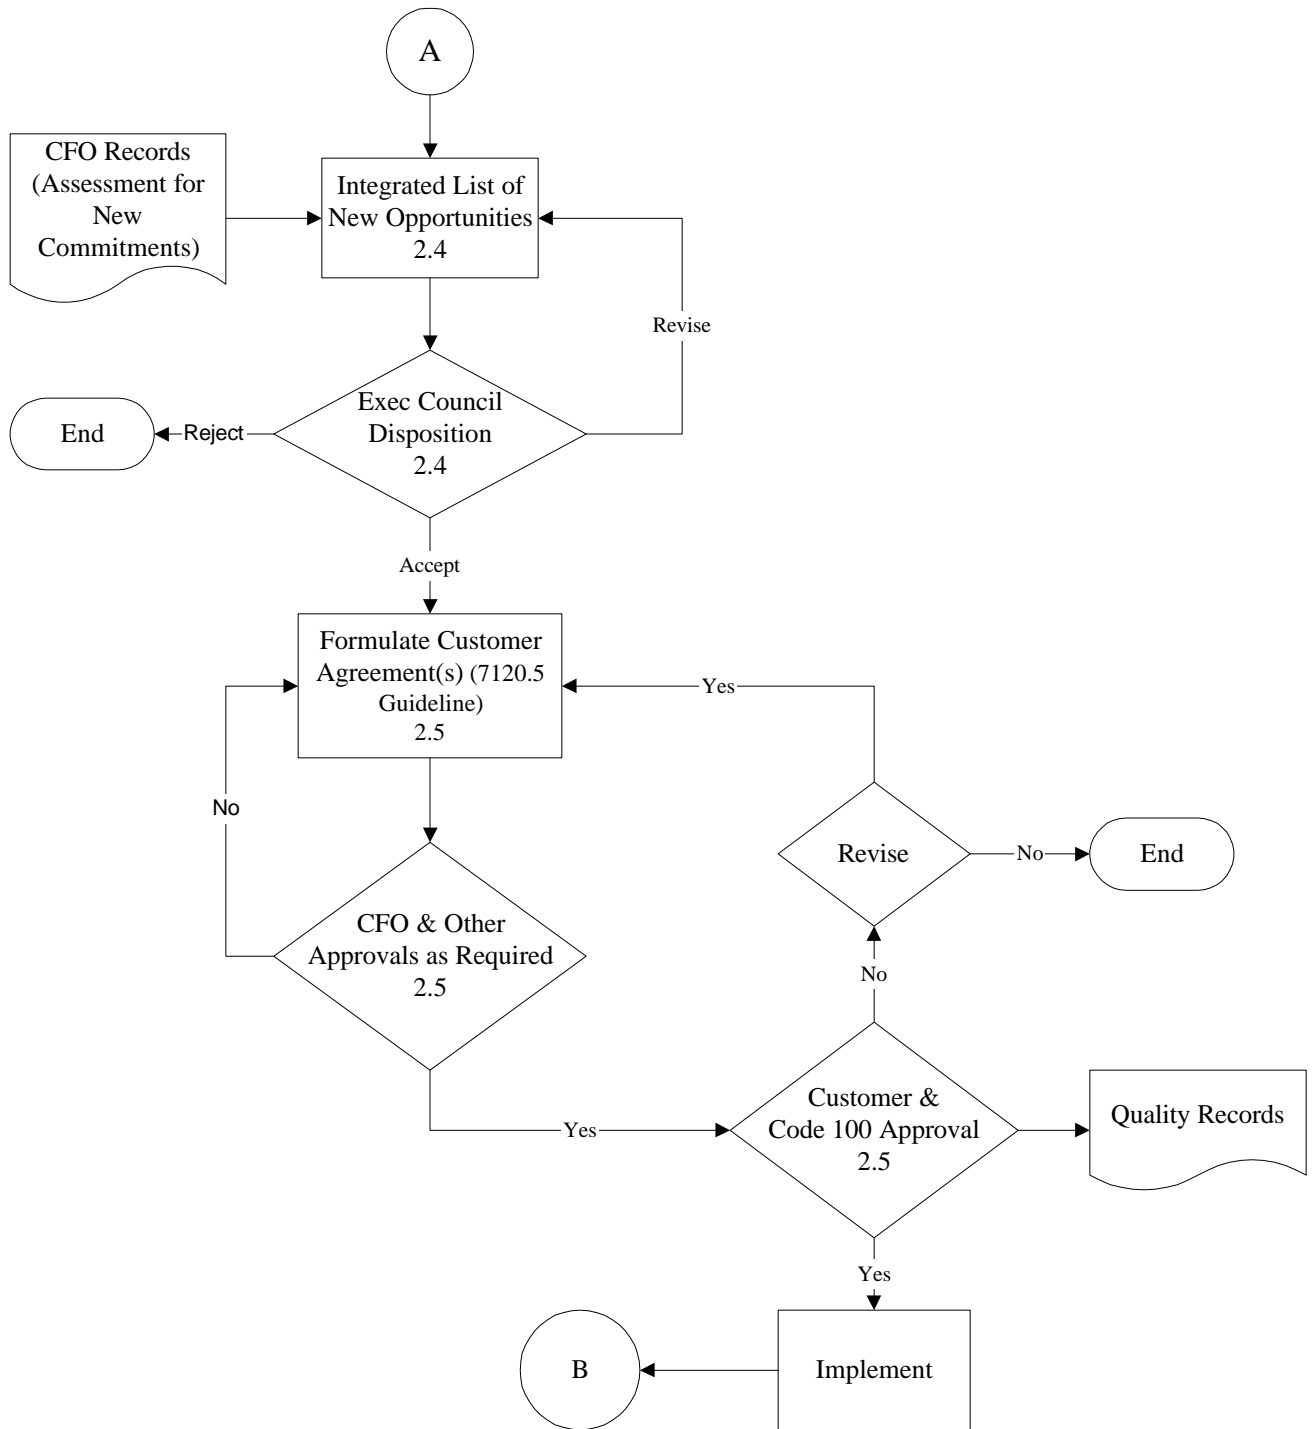 A
CFO Records
(Assessment for
New
Commitments)
Integrated List of
New Opportunities
2.4
Revise
Exec Council
Disposition
2.4
Reject
End
Accept
Formulate Customer
Agreement(s) (7120.5
Guideline)
2.5
Yes
No
Revise
No
End
CFO & Other
Approvals as Required
2.5
No
Customer &
Code 100 Approval
2.5
Quality Records
Yes
Yes
Implement
B